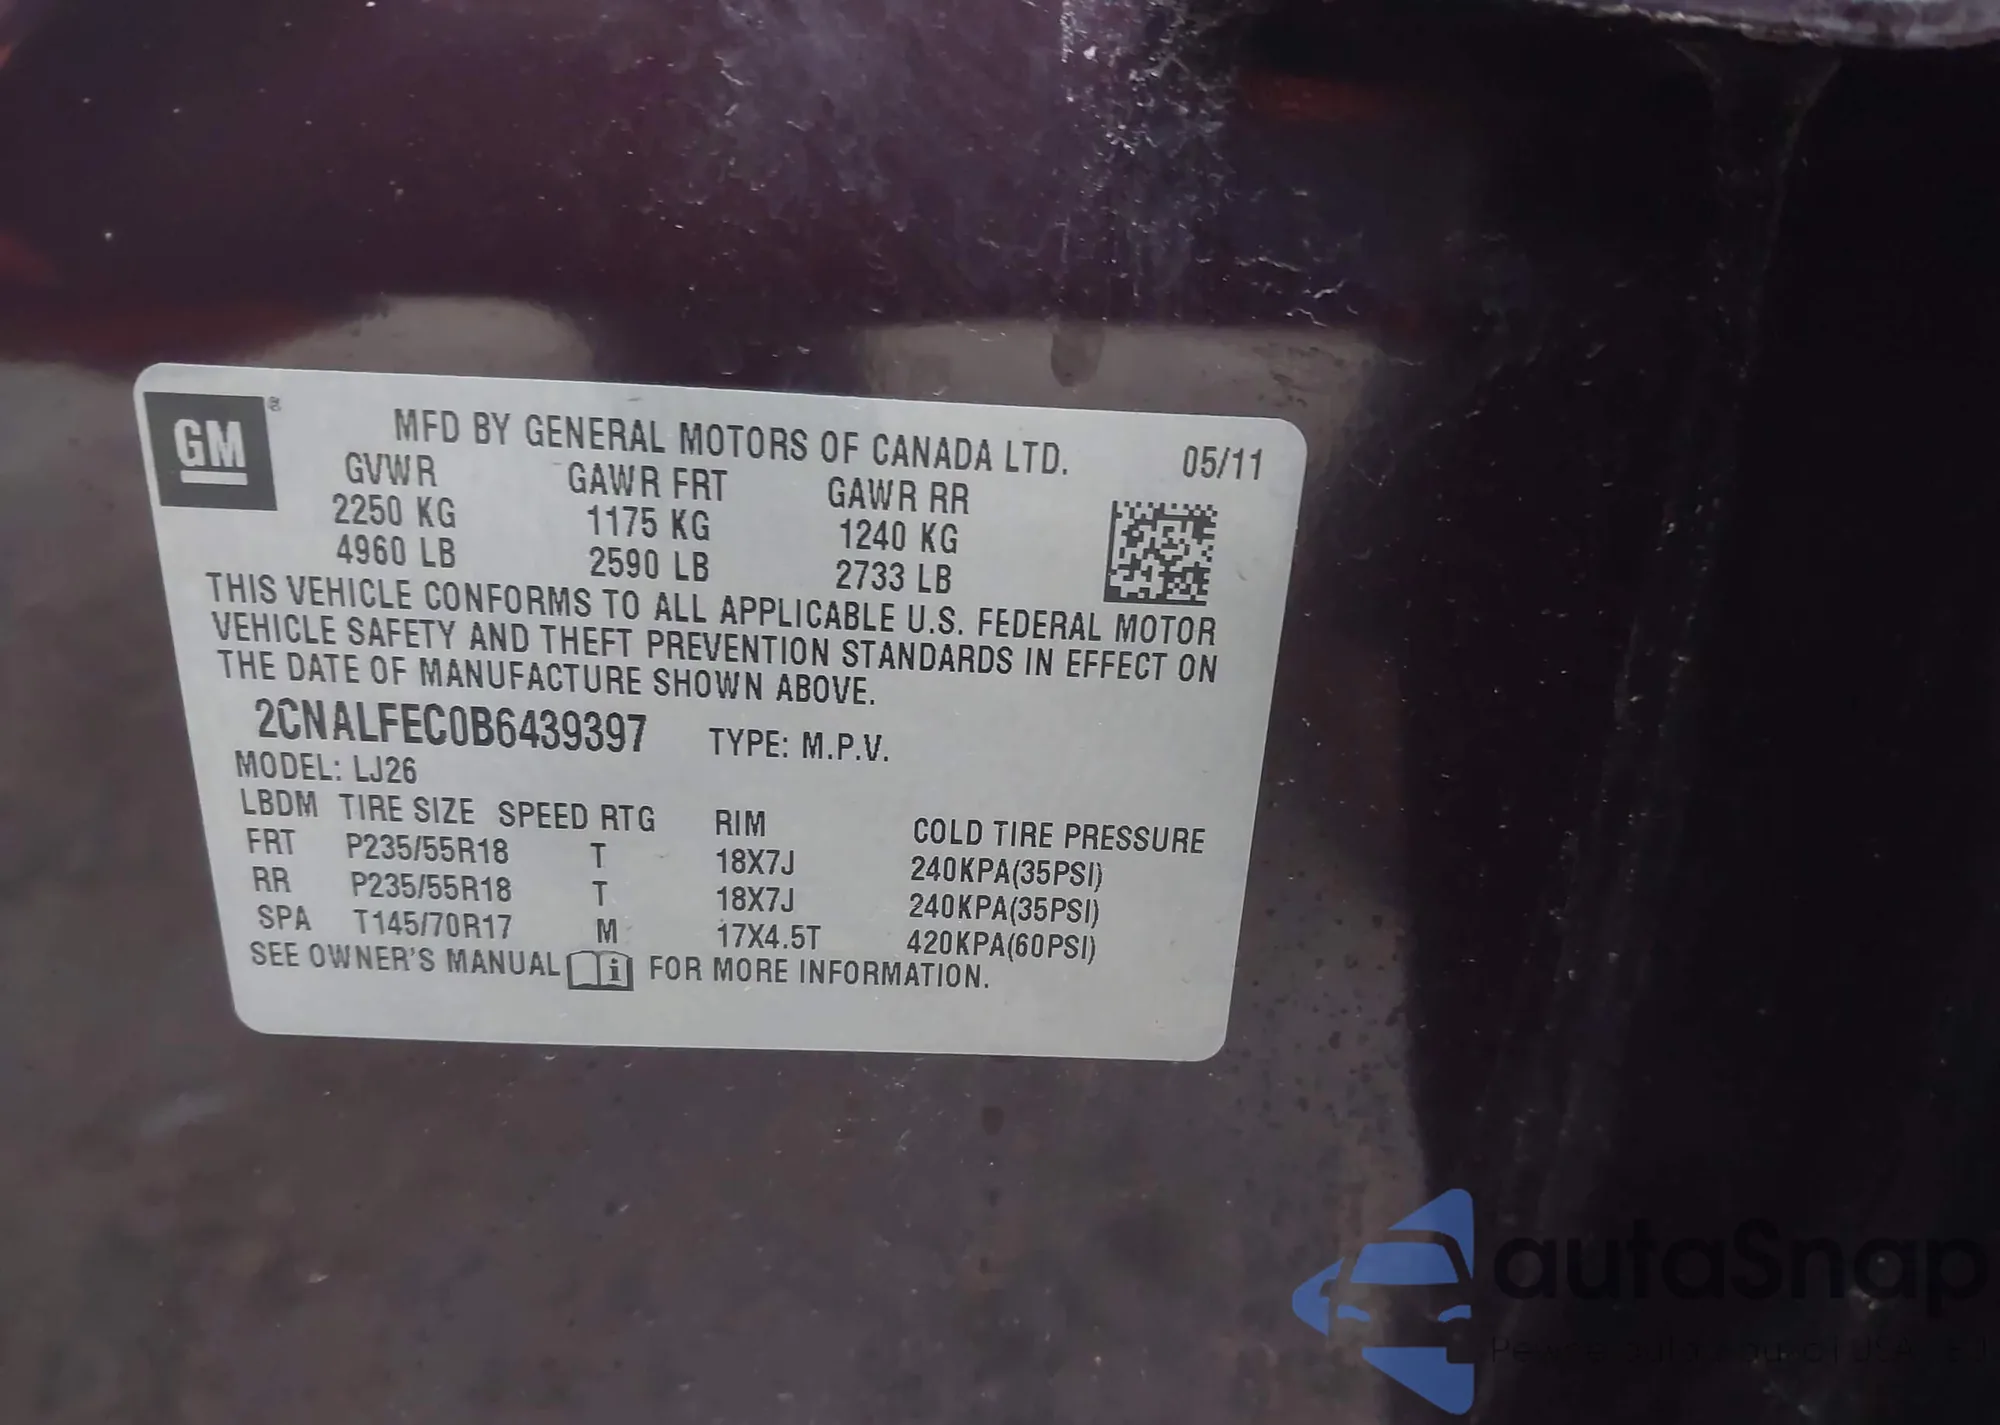 GM®
MFD BY GENERAL MOTORS OF CANADA LTD. 05/11
GVWR GAWR FRT GAWR RR
2250 KG 1175 KG 1240 KG
4960 LB 2590 LB 2733 LB
THIS VEHICLE CONFORMS TO ALL APPLICABLE U.S. FEDERAL MOTOR
VEHICLE SAFETY AND THEFT PREVENTION STANDARDS IN EFFECT ON
THE DATE OF MANUFACTURE SHOWN ABOVE.
2CNALFEC0B6439397 TYPE: M.P.V.
MODEL: LJ26
LBDM TIRE SIZE SPEED RTG RIM COLD TIRE PRESSURE
FRT P235/55R18 T 18X7J 240KPA(35PSI)
RR P235/55R18 T 18X7J 240KPA(35PSI)
SPA T145/70R17 M 17X4.5T 420KPA(60PSI)
SEE OWNER'S MANUAL i FOR MORE INFORMATION.
autaSnap